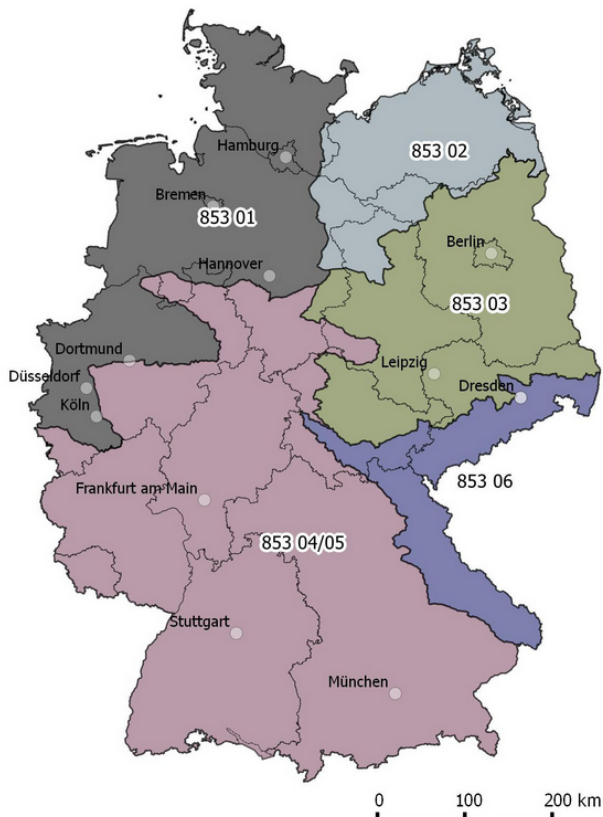 Hamburg
853 02
Bremen
853 01
Berlin
Hannover
853 03
Dortmund
Leipzig
Düsseldorf
Dresden
Köln
853 06
Frankfurt am Main
853 04/05
Stuttgart
München
0 100 200 km